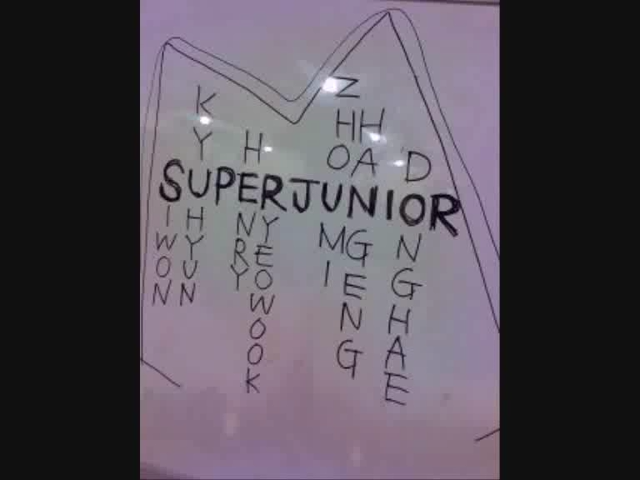 SUPERJUNIOR
SIWON
KYUHYUN
HENRY
RYEOWOOK
ZHOUMI
HANGENG
DONGHAE